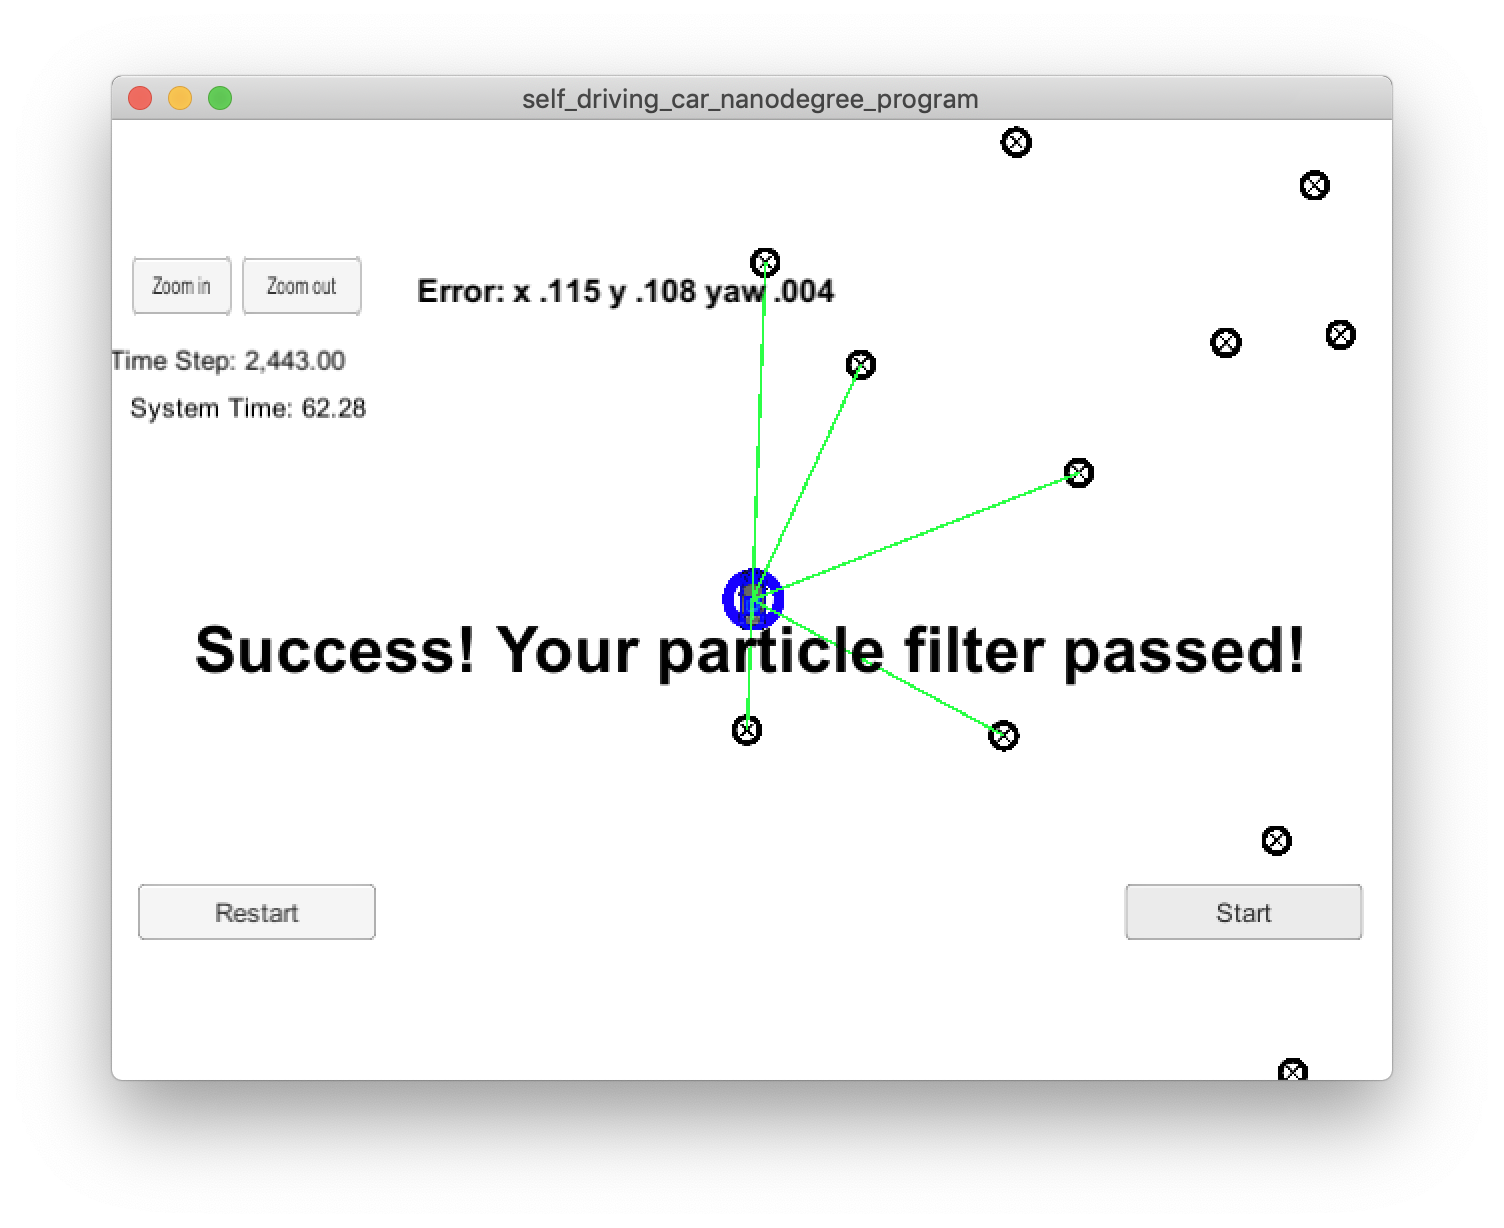 self_driving_car_nanodegree_program
Zoom in
Zoom out
Error: x .115 y .108 yaw .004
Time Step: 2,443.00
System Time: 62.28
Success! Your particle filter passed!
Restart
Start